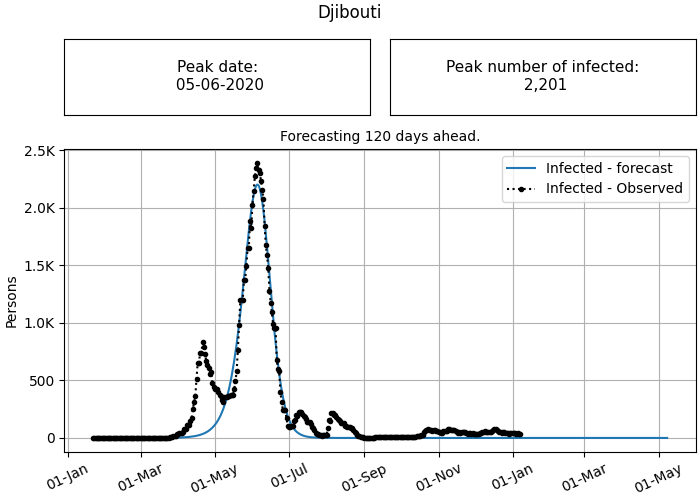 Djibouti
Peak date:
05-06-2020
Peak number of infected:
2,201
Forecasting 120 days ahead.
Infected - forecast
Infected - Observed
Persons
2.5K
2.0K
1.5K
1.0K
500
0
01-Jan
01-Mar
01-May
01-Jul
01-Sep
01-Nov
01-Jan
01-Mar
01-May